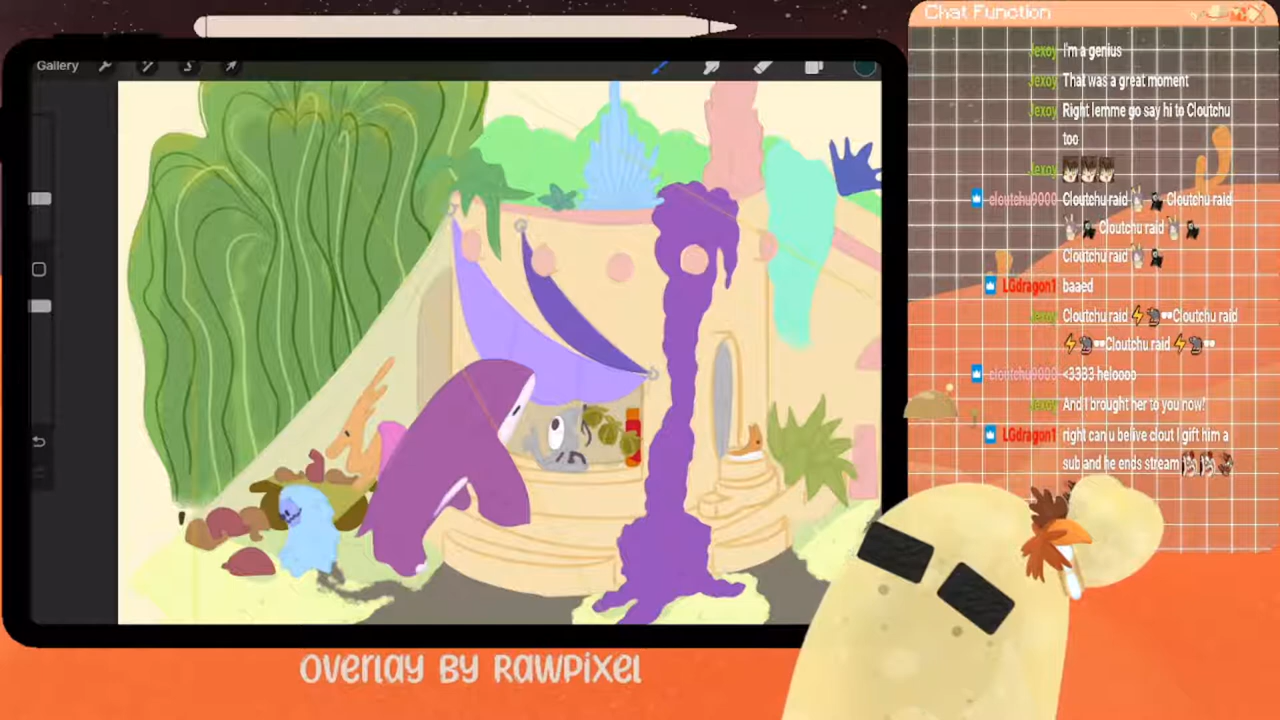 Chat Function
Gallery
Jexoy I'm a genius
Jexoy That was a great moment
Jexoy Right lemme go say hi to Cloutchu
too
Jexoy
cloutchu9000 Cloutchu raid Cloutchu raid
Cloutchu raid
Cloutchu raid
LGdragon1 baaed
Jexoy Cloutchu raid Cloutchu raid
Cloutchu raid
cloutchu9000 <3333 heloooo
Jexoy And I brought her to you now!
LGdragon1 right can u belive clout I gift him a
sub and he ends stream
OVERLAY BY RAWPIXEL